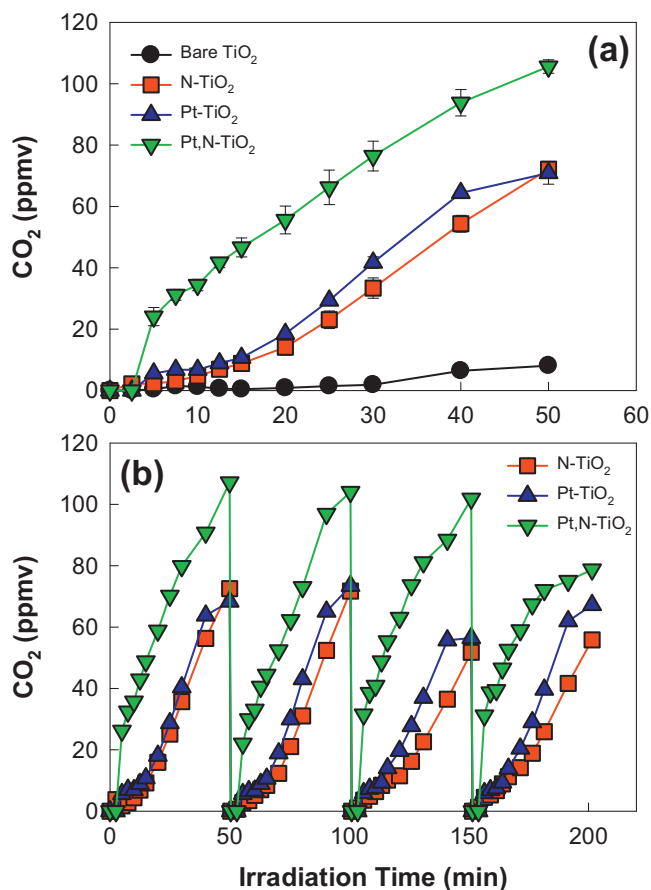 120
100
80
60
40
20
0
CO₂ (ppmv)
Bare TiO₂
N-TiO₂
Pt-TiO₂
Pt,N-TiO₂
(a)
0 10 20 30 40 50 60
120
100
80
60
40
20
0
CO₂ (ppmv)
(b)
N-TiO₂
Pt-TiO₂
Pt,N-TiO₂
0 50 100 150 200
Irradiation Time (min)